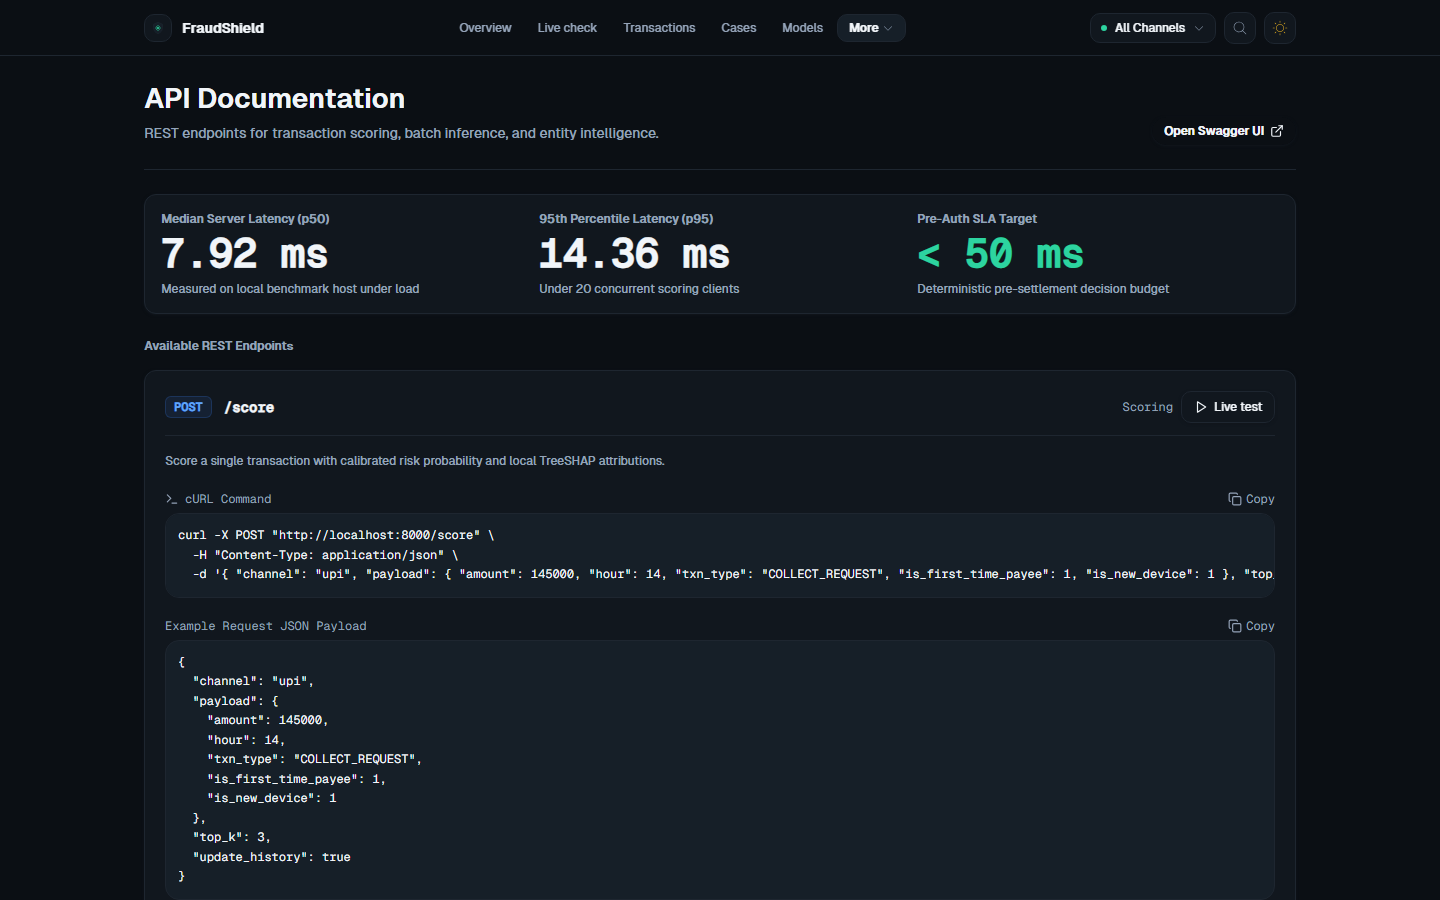 FraudShield
Overview
Live check
Transactions
Cases
Models
More
All Channels
API Documentation
REST endpoints for transaction scoring, batch inference, and entity intelligence.
Open Swagger UI
Median Server Latency (p50)
7.92 ms
Measured on local benchmark host under load
95th Percentile Latency (p95)
14.36 ms
Under 20 concurrent scoring clients
Pre-Auth SLA Target
< 50 ms
Deterministic pre-settlement decision budget
Available REST Endpoints
POST /score
Scoring
Live test
Score a single transaction with calibrated risk probability and local TreeSHAP attributions.
cURL Command
Copy
curl -X POST "http://localhost:8000/score" \
  -H "Content-Type: application/json" \
  -d '{ "channel": "upi", "payload": { "amount": 145000, "hour": 14, "txn_type": "COLLECT_REQUEST", "is_first_time_payee": 1, "is_new_device": 1 }, "top
Example Request JSON Payload
Copy
{
  "channel": "upi",
  "payload": {
    "amount": 145000,
    "hour": 14,
    "txn_type": "COLLECT_REQUEST",
    "is_first_time_payee": 1,
    "is_new_device": 1
  },
  "top_k": 3,
  "update_history": true
}